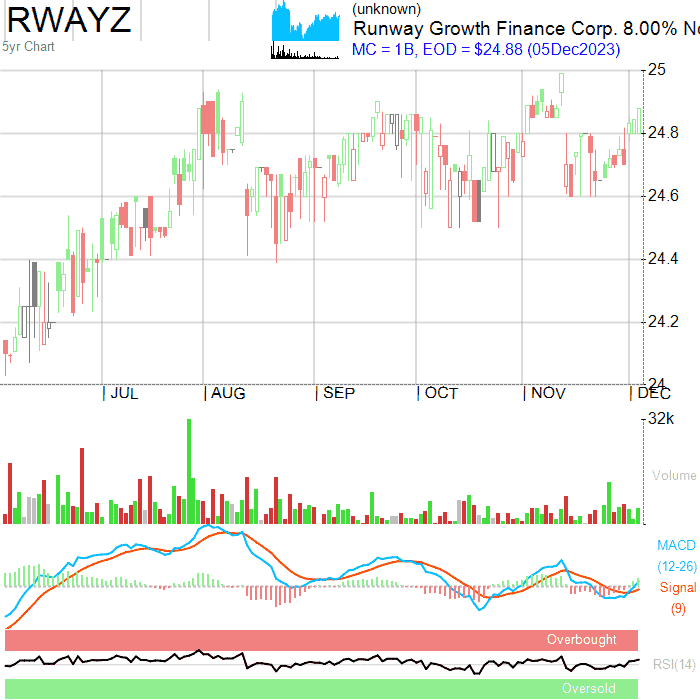 RWAYZ
5yr Chart
(unknown)
Runway Growth Finance Corp. 8.00% No
MC = 1B, EOD = $24.88 (05Dec2023)
25
24.8
24.6
24.4
24.2
24
| JUL | AUG | SEP | OCT | NOV | DEC
32k
Volume
MACD
(12-26)
Signal
(9)
Overbought
RSI(14)
Oversold